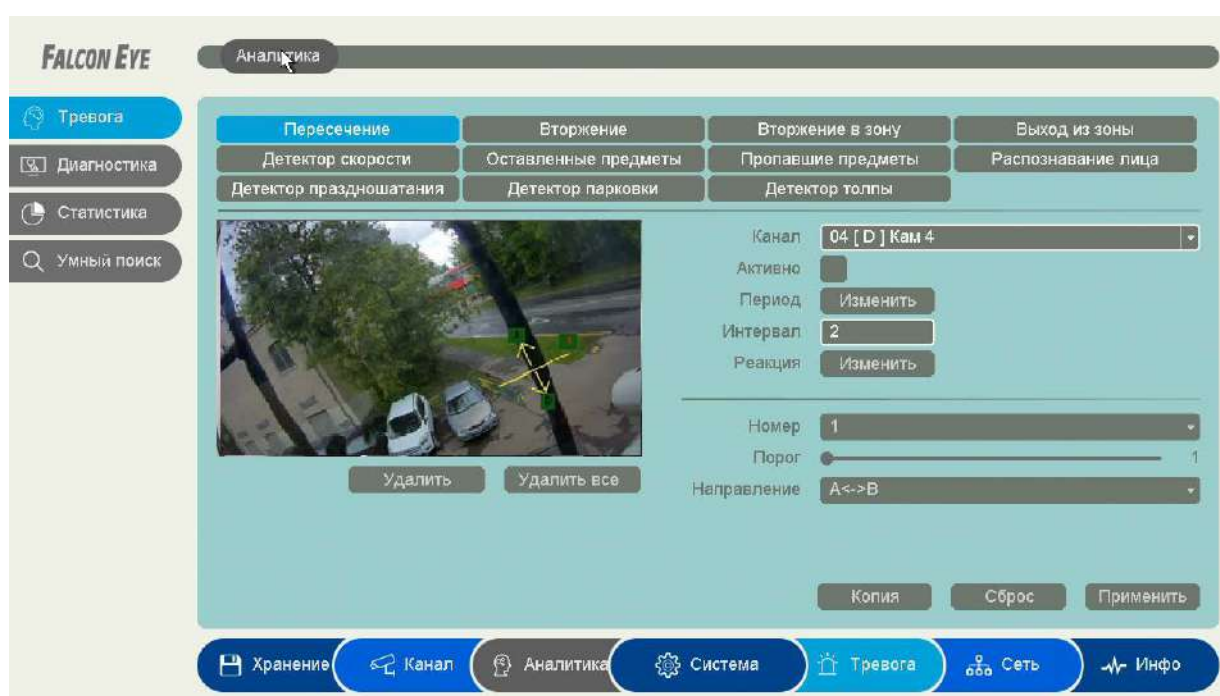 FALCON EYE
Аналитика
Тревога
Диагностика
Статистика
Умный поиск
Пересечение Вторжение Вторжение в зону Выход из зоны
Детектор скорости Оставленные предметы Пропавшие предметы Распознавание лица
Детектор праздношатания Детектор парковки Детектор толпы
Канал 04 [ D ] Кам 4
Активно
Период Изменить
Интервал 2
Реакция Изменить
Номер 1
Порог 1
Направление A<->B
Удалить Удалить все
Копия Сброс Применить
Хранение Канал Аналитика Система Тревога Сеть Инфо